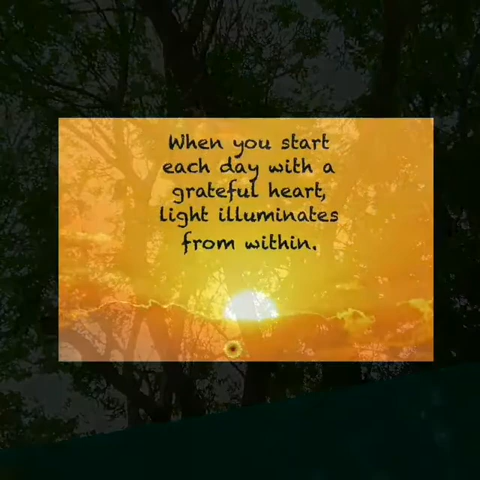 When you start
each day with a
grateful heart,
light illuminates
from within.